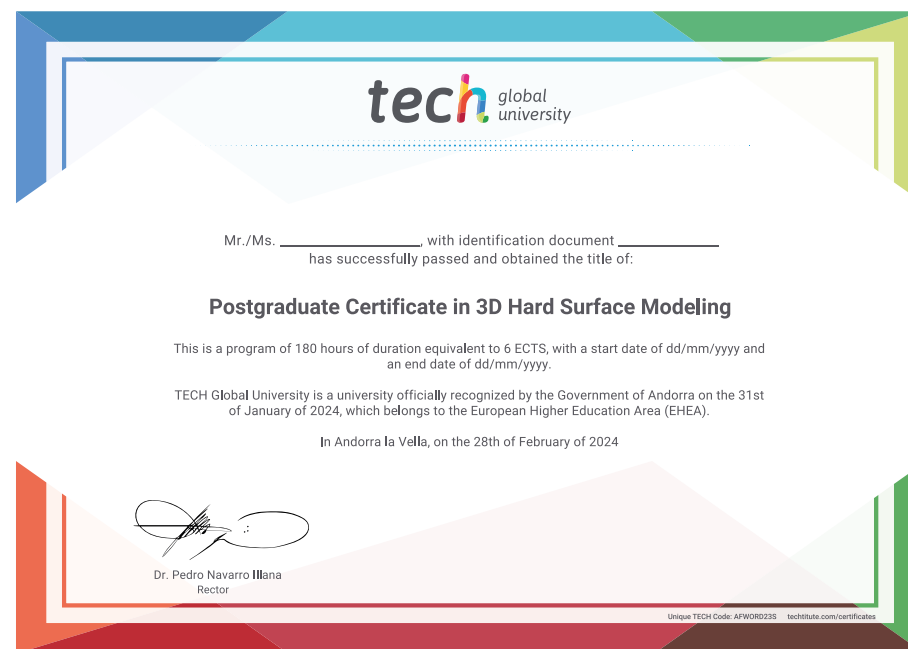 tech global
university
Mr./Ms. ____________________, with identification document ______________
has successfully passed and obtained the title of:
Postgraduate Certificate in 3D Hard Surface Modeling
This is a program of 180 hours of duration equivalent to 6 ECTS, with a start date of dd/mm/yyyy and
an end date of dd/mm/yyyy.
TECH Global University is a university officially recognized by the Government of Andorra on the 31st
of January of 2024, which belongs to the European Higher Education Area (EHEA).
In Andorra la Vella, on the 28th of February of 2024
Dr. Pedro Navarro Illana
Rector
Unique TECH Code: AFWORD23S techtitute.com/certificates